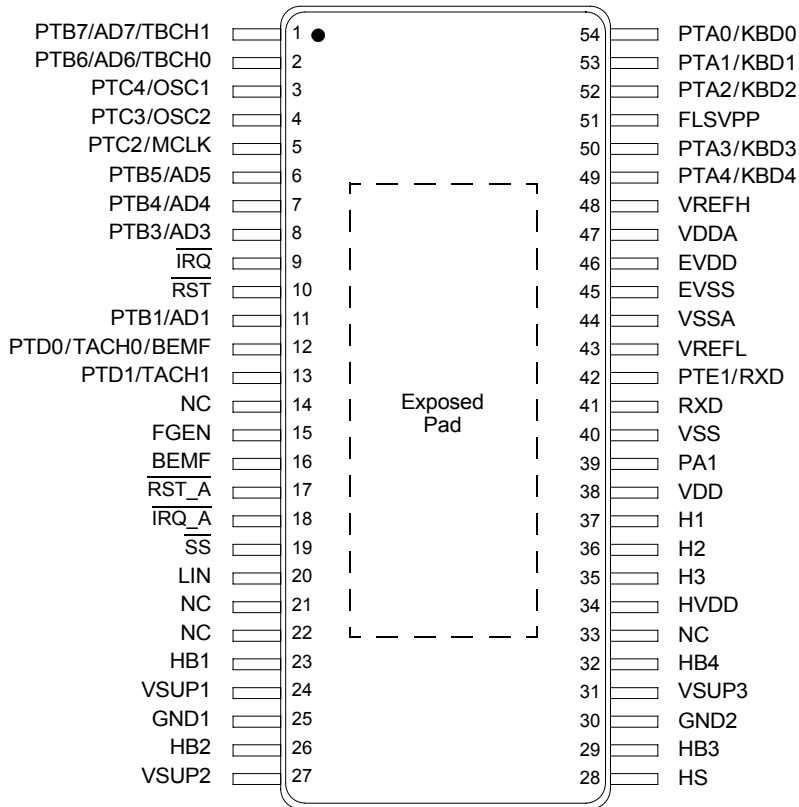 PTB7/AD7/TBCH1 1 54 PTA0/KBD0
PTB6/AD6/TBCH0 2 53 PTA1/KBD1
PTC4/OSC1 3 52 PTA2/KBD2
PTC3/OSC2 4 51 FLSVPP
PTC2/MCLK 5 50 PTA3/KBD3
PTB5/AD5 6 49 PTA4/KBD4
PTB4/AD4 7 48 VREFH
PTB3/AD3 8 47 VDDA
IRQ 9 46 EVDD
RST 10 45 EVSS
PTB1/AD1 11 44 VSSA
PTD0/TACH0/BEMF 12 43 VREFL
PTD1/TACH1 13 42 PTE1/RXD
NC 14 Exposed 41 RXD
FGEN 15 Pad 40 VSS
BEMF 16 39 PA1
RST_A 17 38 VDD
IRQ_A 18 37 H1
SS 19 36 H2
LIN 20 35 H3
NC 21 34 HVDD
NC 22 33 NC
HB1 23 32 HB4
VSUP1 24 31 VSUP3
GND1 25 30 GND2
HB2 26 29 HB3
VSUP2 27 28 HS